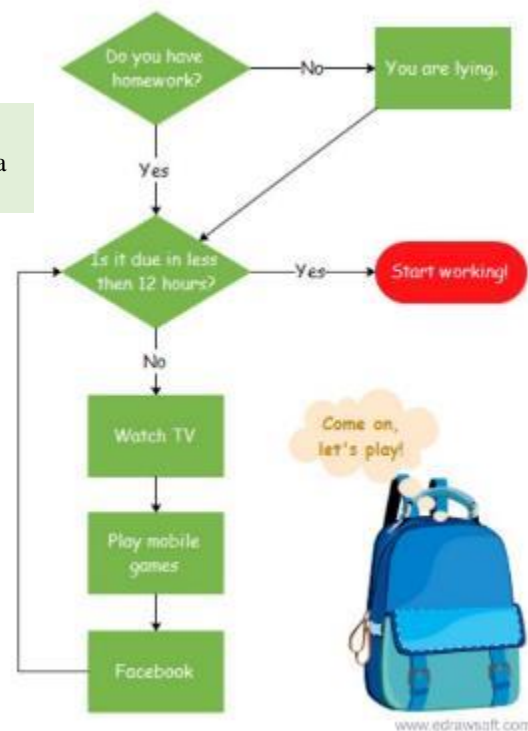 Do you have
homework?
No
You are lying.
a
Yes
Is it due in less
then 12 hours?
Yes
Start working!
No
Watch TV
Come on,
let's play!
Play mobile
games
Facebook
www.edrawsoft.com